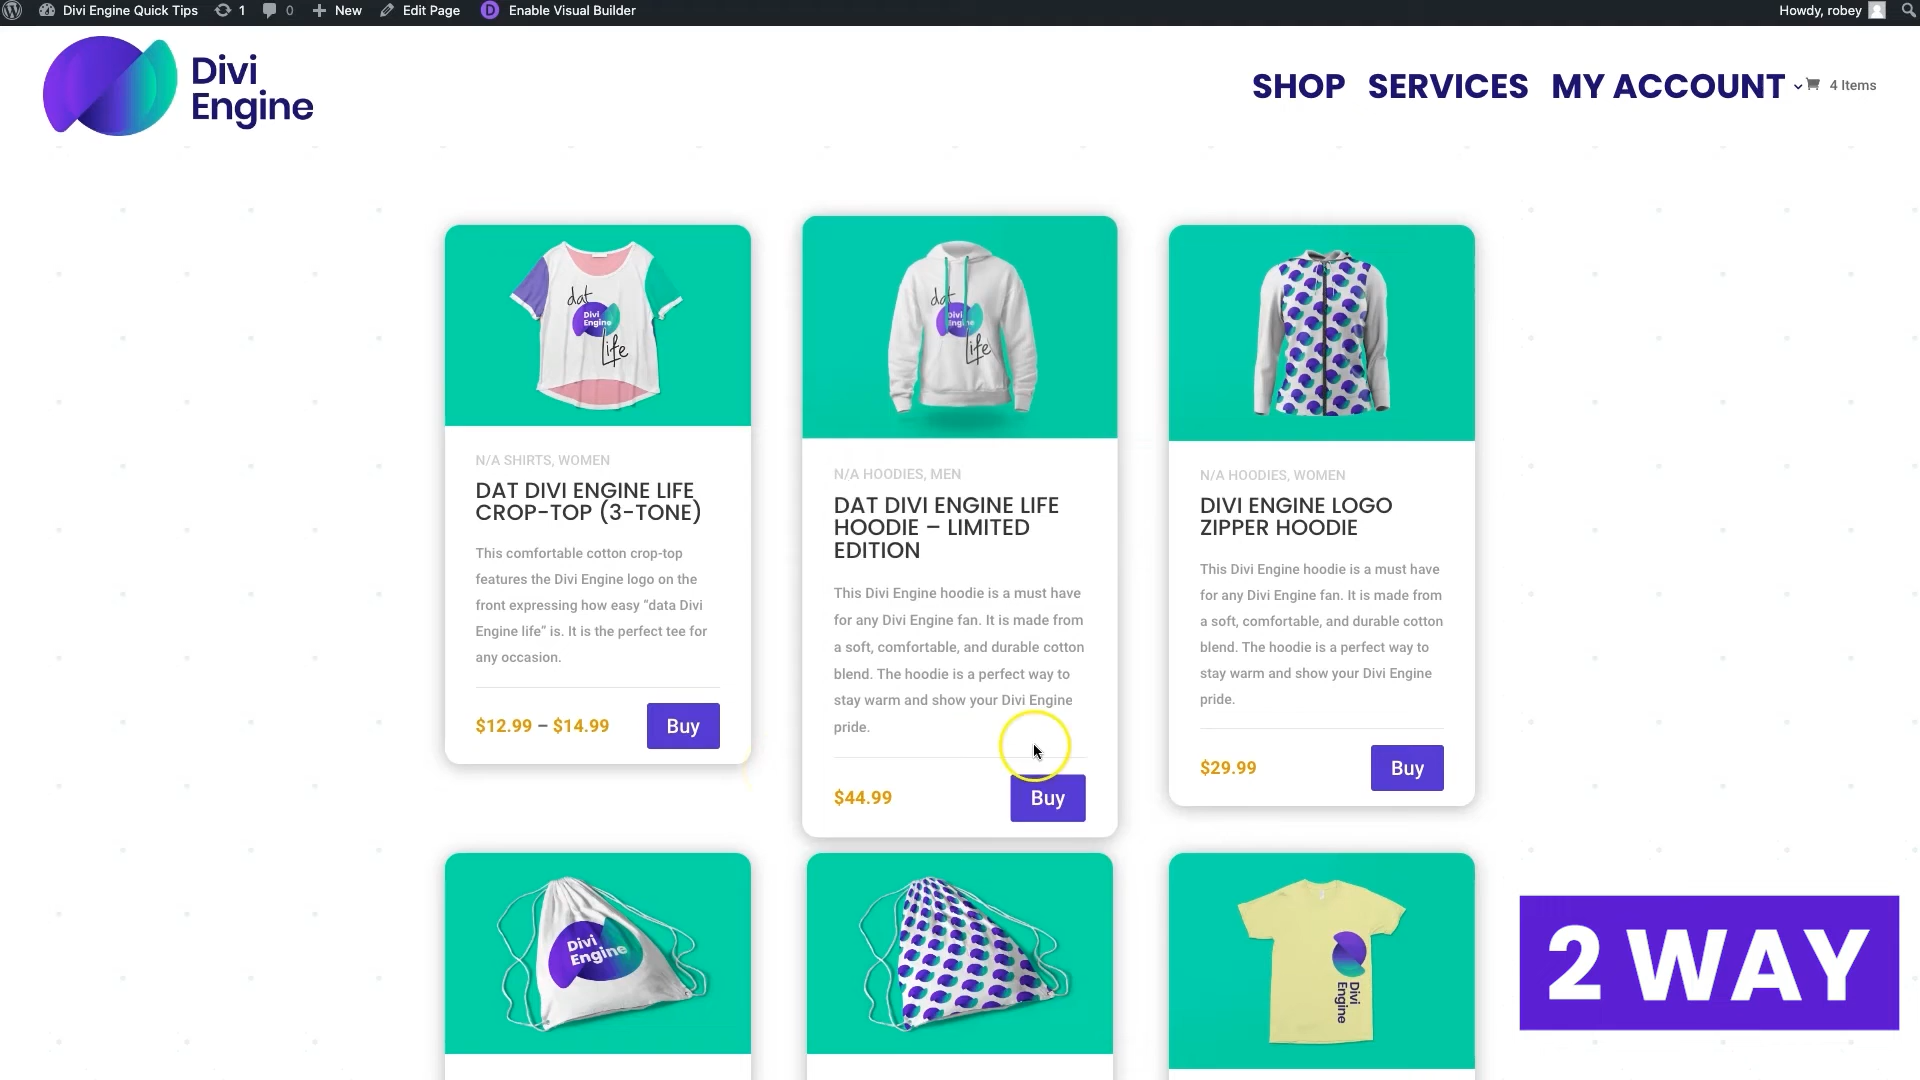 Divi Engine Quick Tips 1 0 New Edit Page D Enable Visual Builder Howdy, robey
Divi
Engine
SHOP SERVICES MY ACCOUNT 4 Items
dat
Divi
Engine
Life
N/A SHIRTS, WOMEN
DAT DIVI ENGINE LIFE
CROP-TOP (3-TONE)
This comfortable cotton crop-top
features the Divi Engine logo on the
front expressing how easy “data Divi
Engine life” is. It is the perfect tee for
any occasion.
$12.99 – $14.99 Buy
dat
Divi
Engine
Life
N/A HOODIES, MEN
DAT DIVI ENGINE LIFE
HOODIE – LIMITED
EDITION
This Divi Engine hoodie is a must have
for any Divi Engine fan. It is made from
a soft, comfortable, and durable cotton
blend. The hoodie is a perfect way to
stay warm and show your Divi Engine
pride.
$44.99 Buy
N/A HOODIES, WOMEN
DIVI ENGINE LOGO
ZIPPER HOODIE
This Divi Engine hoodie is a must have
for any Divi Engine fan. It is made from
a soft, comfortable, and durable cotton
blend. The hoodie is a perfect way to
stay warm and show your Divi Engine
pride.
$29.99 Buy
Divi
Engine
Divi
Engine
2 WAY